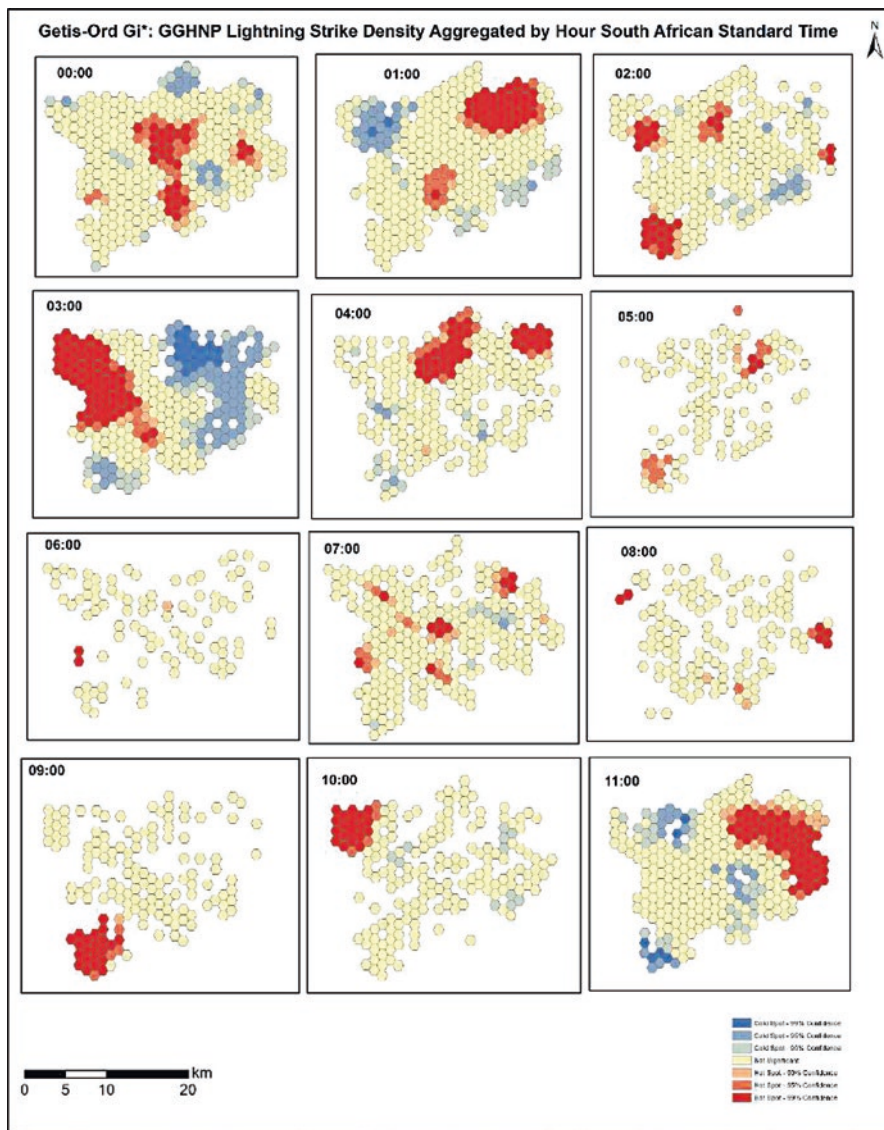 Getis-Ord Gi*: GGHNP Lightning Strike Density Aggregated by Hour South African Standard Time
N
00:00
01:00
02:00
03:00
04:00
05:00
06:00
07:00
08:00
09:00
10:00
11:00
Cold Spot - 99% Confidence
Cold Spot - 95% Confidence
Cold Spot - 90% Confidence
Not Significant
Hot Spot - 90% Confidence
Hot Spot - 95% Confidence
Hot Spot - 99% Confidence
km
0 5 10 20